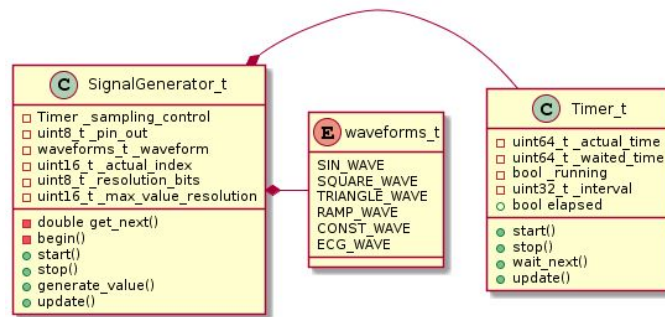 C SignalGenerator_t
Timer _sampling_control
uint8_t _pin_out
waveforms_t _waveform
uint16_t _actual_index
uint8_t _resolution_bits
uint16_t _max_value_resolution
double get_next()
begin()
start()
stop()
generate_value()
update()
E waveforms_t
SIN_WAVE
SQUARE_WAVE
TRIANGLE_WAVE
RAMP_WAVE
CONST_WAVE
ECG_WAVE
C Timer_t
uint64_t _actual_time
uint64_t _waited_time
bool _running
uint32_t _interval
bool elapsed
start()
stop()
wait_next()
update()